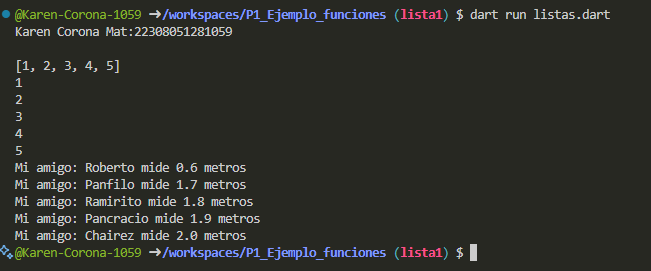 @Karen-Corona-1059 ➜/workspaces/P1_Ejemplo_funciones (lista1) $ dart run listas.dart
Karen Corona Mat:22308051281059
[1, 2, 3, 4, 5]
1
2
3
4
5
Mi amigo: Roberto mide 0.6 metros
Mi amigo: Panfilo mide 1.7 metros
Mi amigo: Ramirito mide 1.8 metros
Mi amigo: Pancracio mide 1.9 metros
Mi amigo: Chairez mide 2.0 metros
@Karen-Corona-1059 ➜/workspaces/P1_Ejemplo_funciones (lista1) $